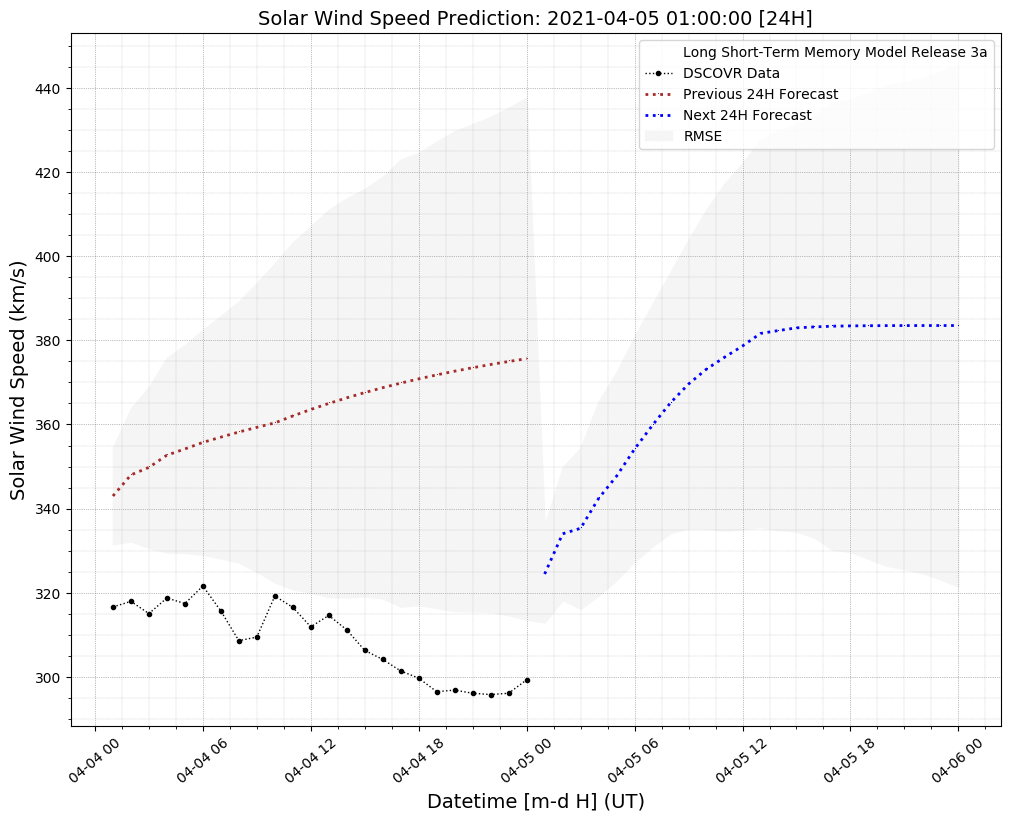 Solar Wind Speed Prediction: 2021-04-05 01:00:00 [24H]
Long Short-Term Memory Model Release 3a
DSCOVR Data
Previous 24H Forecast
Next 24H Forecast
RMSE
Solar Wind Speed (km/s)
440
420
400
380
360
340
320
300
04-04 00
04-04 06
04-04 12
04-04 18
04-05 00
04-05 06
04-05 12
04-05 18
04-06 00
Datetime [m-d H] (UT)